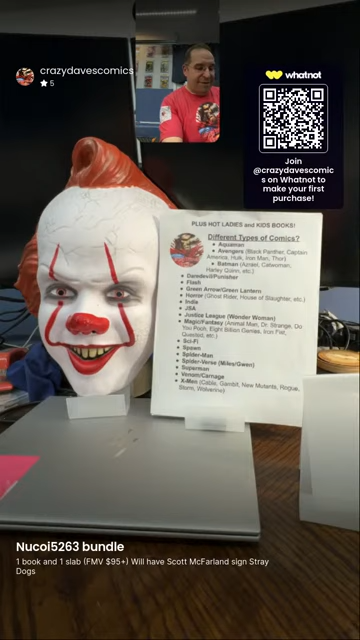 crazydavescomics
★ 5
whatnot
Join
@crazydavescomic
s on Whatnot to
make your first
purchase!
PLUS HOT LADIES and KIDS BOOKS!
Different Types of Comics?
Aquaman
Avengers (Black Panther, Captain
America, Hulk, Iron Man, Thor)
Batman (Azrael, Catwoman,
Harley Quinn, etc.)
Daredevil/Punisher
Flash
Green Arrow/Green Lantern
Horror (Ghost Rider, House of Slaughter, etc.)
Indie
JSA
Justice League (Wonder Woman)
Magic/Fantasy (Animal Man, Dr. Strange, Do
You Pooh, Eight Billion Genies, Iron Fist,
etc.)
Sci-Fi
Spawn
Spider-Man
Spider-Verse (Miles/Gwen)
Superman
Venom/Carnage
X-Man (Cable, Gambit, New Mutants, Rogue,
Storm, Wolverine)
Nucoi5263 bundle
1 book and 1 slab (FMV $95+) Will have Scott McFarland sign Stray
Dogs